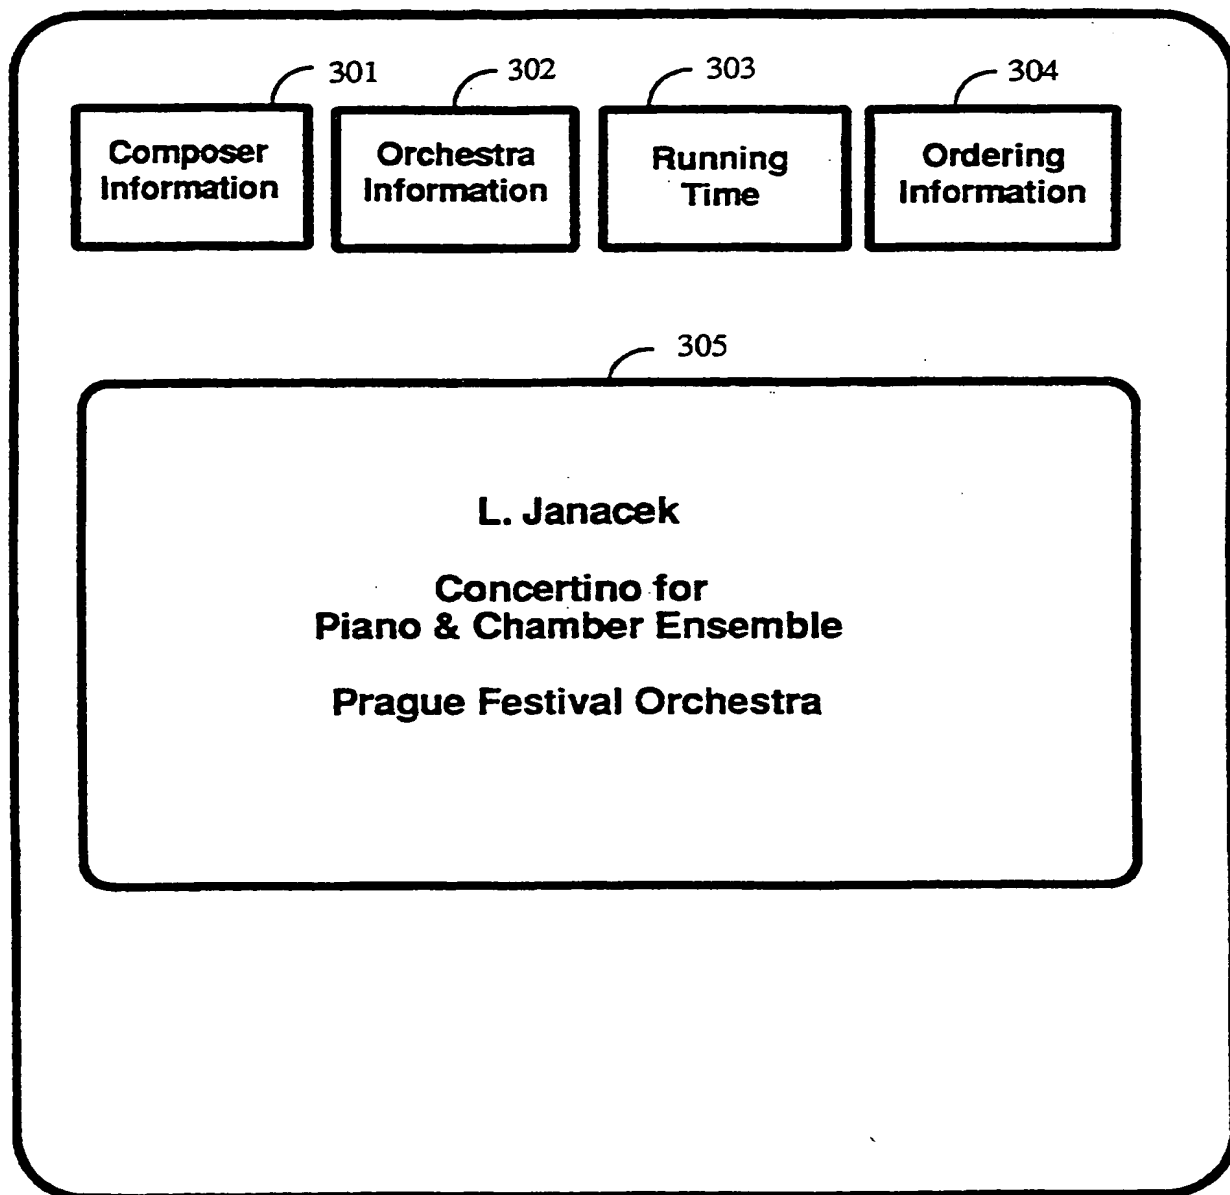 301
302
303
304
Composer
Information
Orchestra
Information
Running
Time
Ordering
Information
305
L. Janacek
Concertino for
Piano & Chamber Ensemble
Prague Festival Orchestra